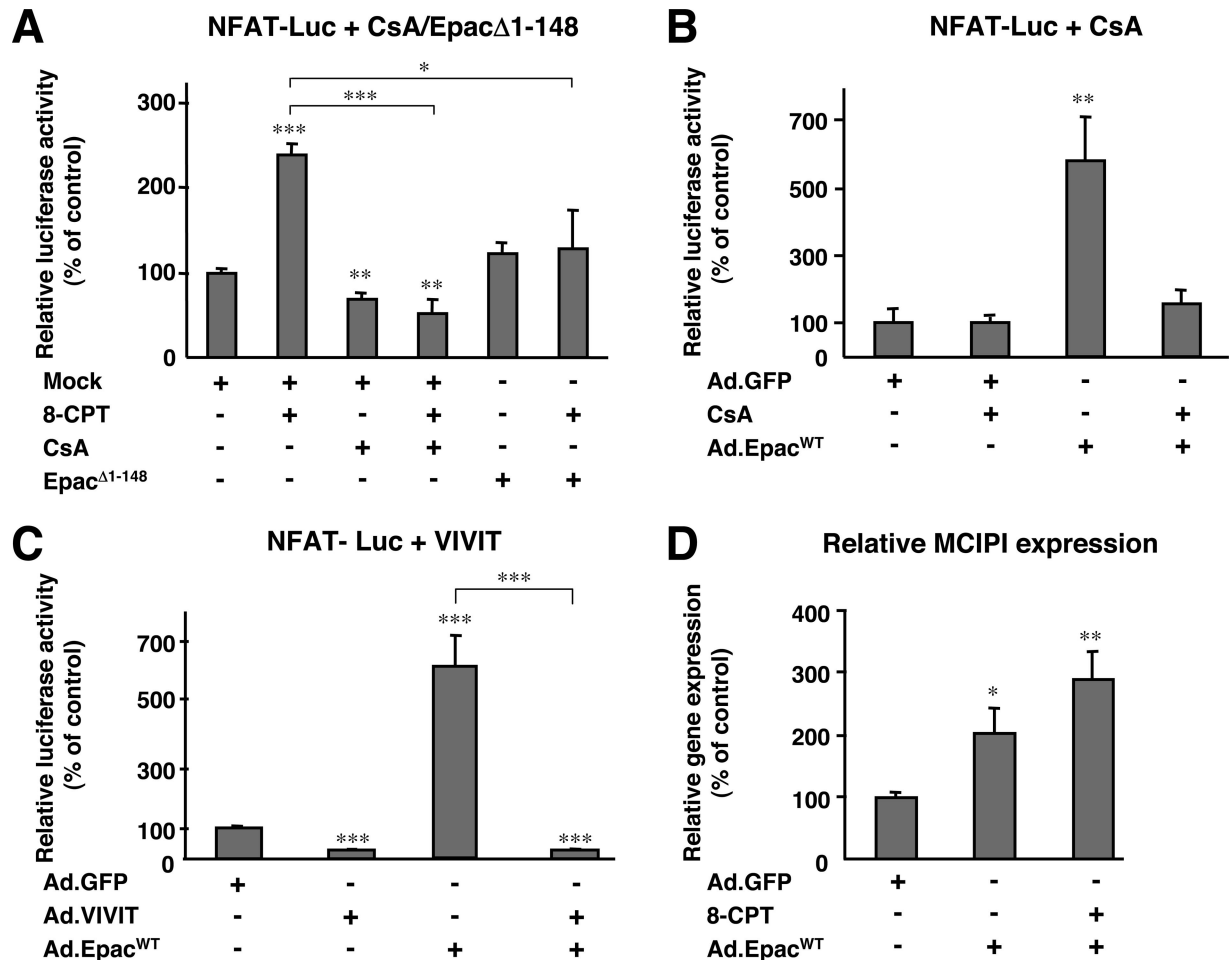 A
NFAT-Luc + CsA/EpacΔ1-148
Relative luciferase activity
(% of control)
300
200
100
0
*
***
***
**
**
Mock + + + + - -
8-CPT - + - + - +
CsA - - + + - -
EpacΔ1-148 - - - - + +
B
NFAT-Luc + CsA
Relative luciferase activity
(% of control)
700
500
300
100
0
**
Ad.GFP + + - -
CsA - + - +
Ad.EpacWT - - + +
C
NFAT- Luc + VIVIT
Relative luciferase activity
(% of control)
700
500
300
100
0
***
***
***
***
Ad.GFP + - - -
Ad.VIVIT - + - +
Ad.EpacWT - - + +
D
Relative MCIPI expression
Relative gene expression
(% of control)
400
300
200
100
0
*
**
Ad.GFP + - -
8-CPT - - +
Ad.EpacWT - + +